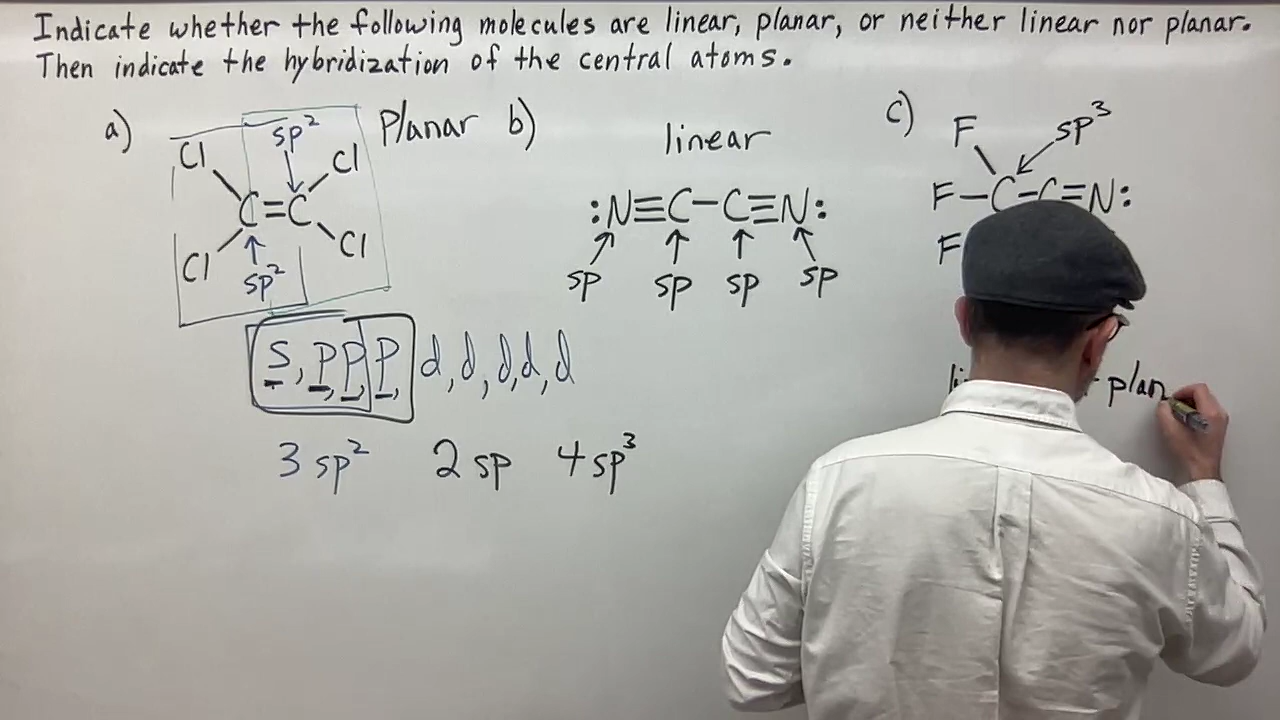 Indicate whether the following molecules are linear, planar, or neither linear nor planar.
Then indicate the hybridization of the central atoms.
a)
Planar
Cl
sp²
Cl
C=C
Cl
sp²
Cl
b)
linear
:N≡C-C≡N:
sp sp sp sp
c)
F
sp³
F-C-C≡N:
F
plan
S, P, P, P, d, d, d, d, d
3 sp² 2 sp 4 sp³